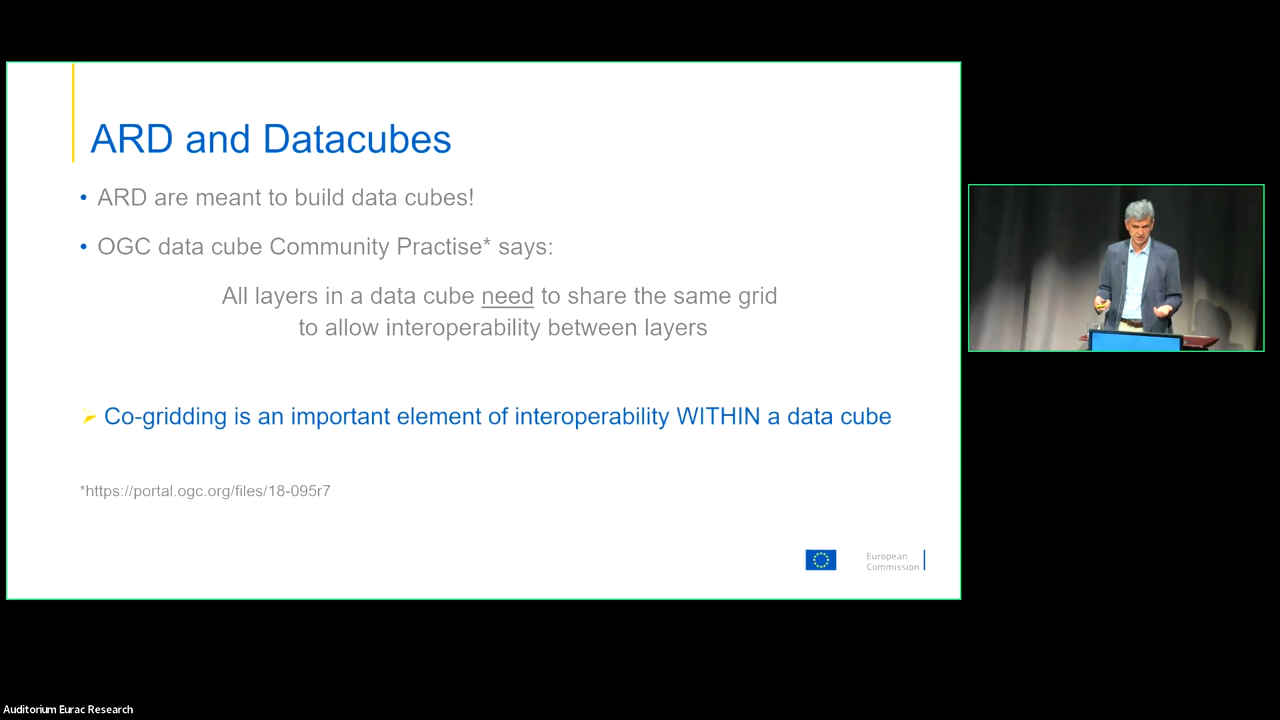 ARD and Datacubes
• ARD are meant to build data cubes!
• OGC data cube Community Practise* says:
All layers in a data cube need to share the same grid
to allow interoperability between layers
Co-gridding is an important element of interoperability WITHIN a data cube
*https://portal.ogc.org/files/18-095r7
European
Commission
Auditorium Eurac Research